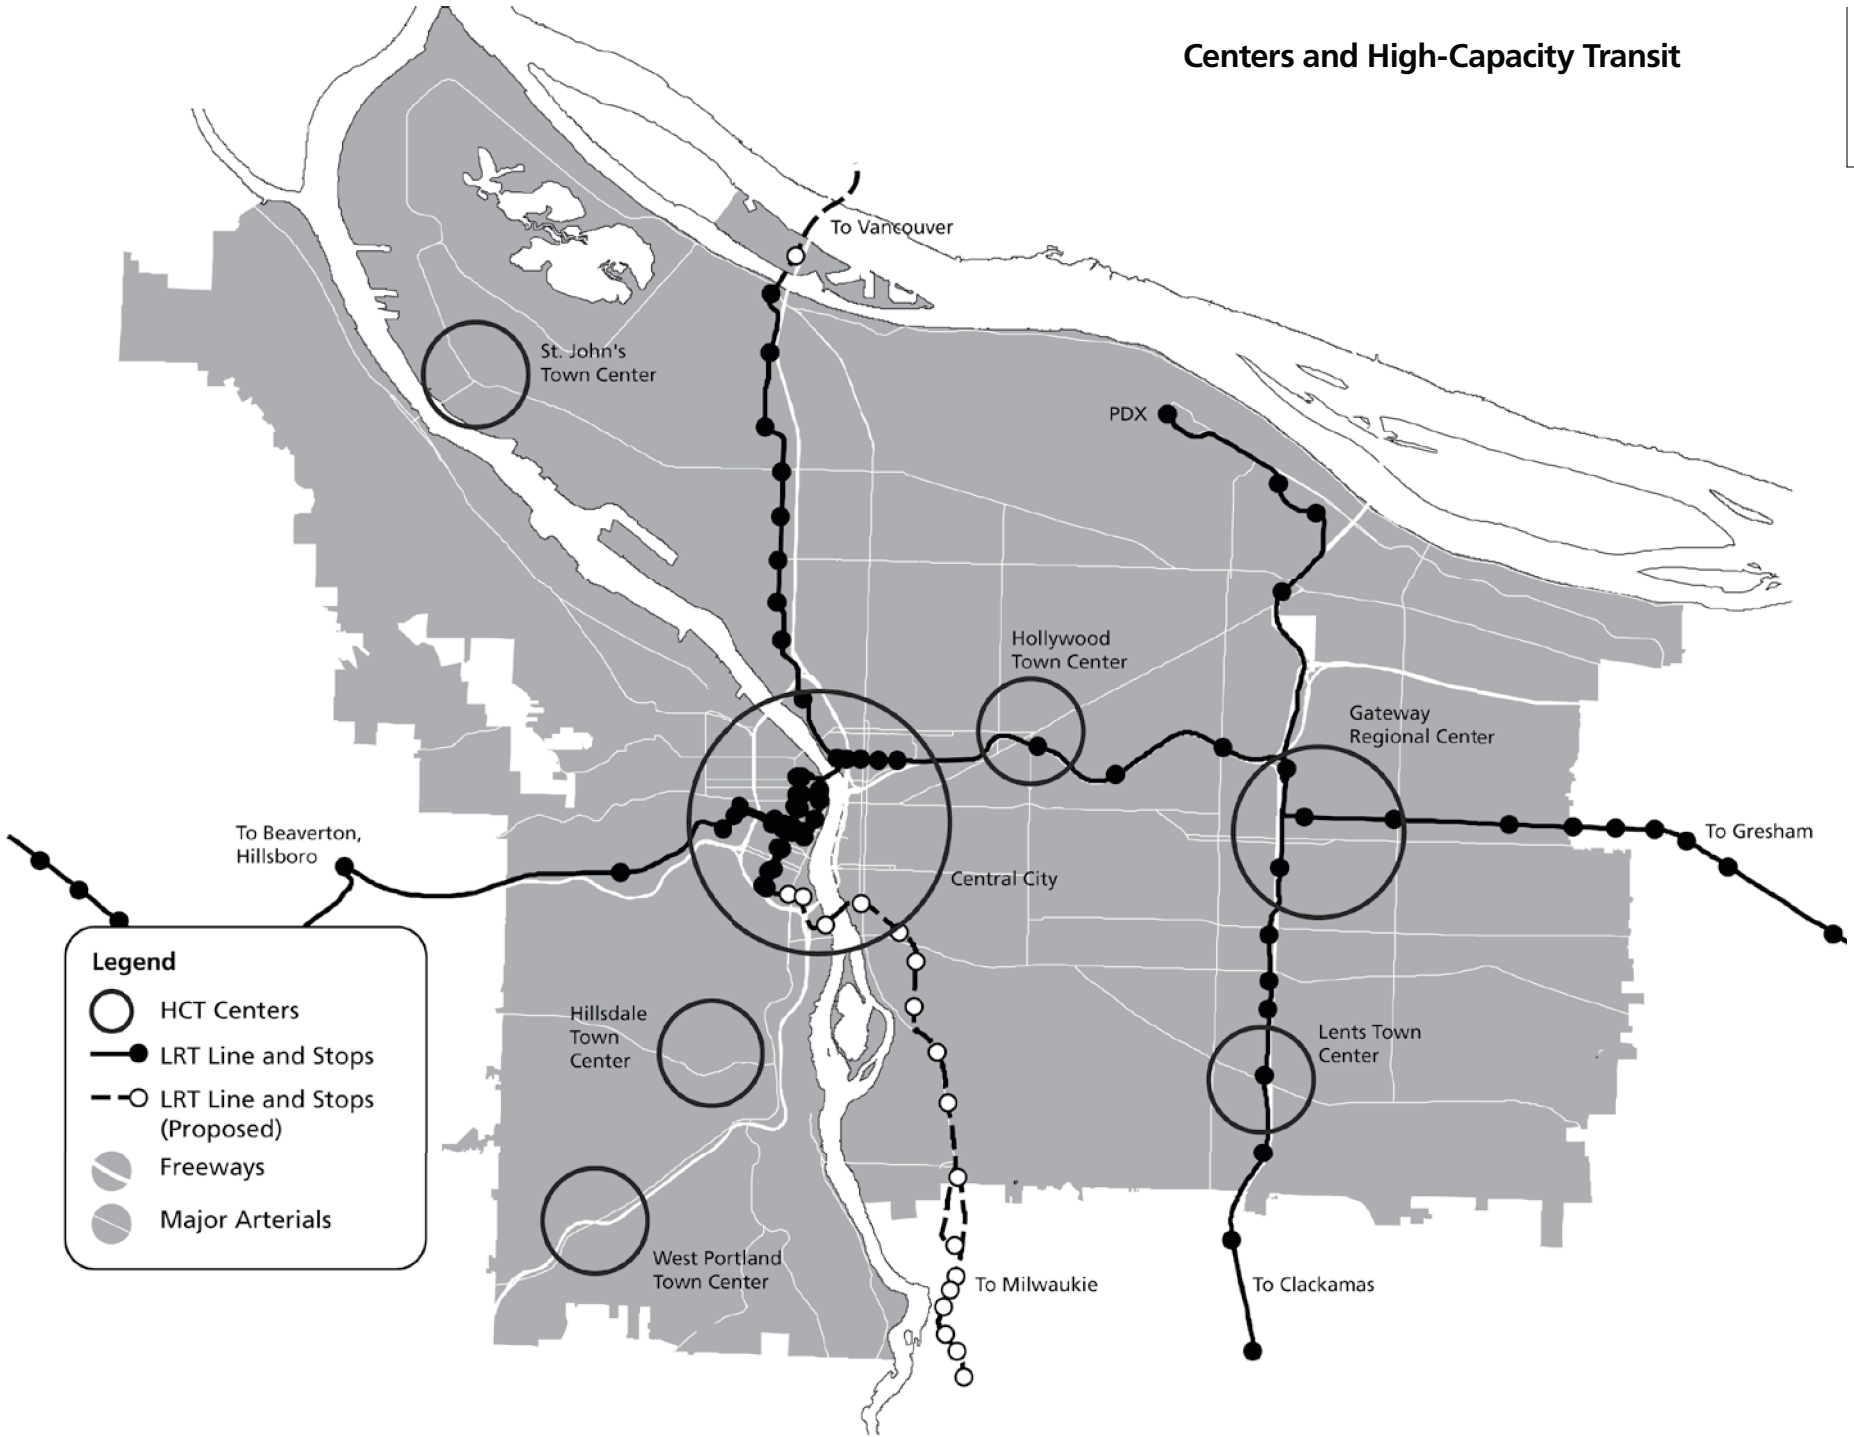 Centers and High-Capacity Transit
To Vancouver
St. John's
Town Center
PDX
Hollywood
Town Center
Gateway
Regional Center
To Beaverton,
Hillsboro
To Gresham
Central City
Legend
HCT Centers
LRT Line and Stops
LRT Line and Stops
(Proposed)
Freeways
Major Arterials
Hillsdale
Town
Center
Lents Town
Center
West Portland
Town Center
To Milwaukie
To Clackamas